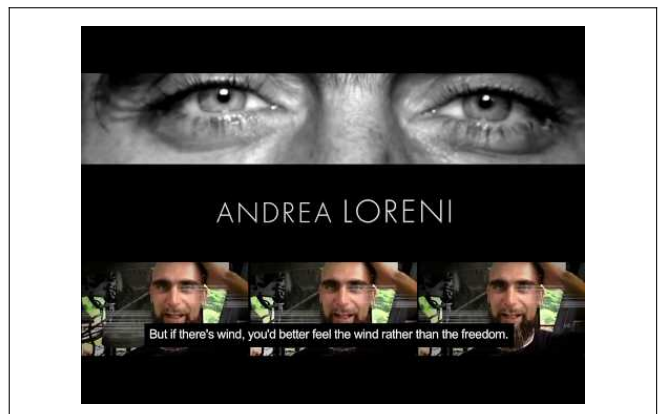 ANDREA LORENI
But if there's wind, you'd better feel the wind rather than the freedom.